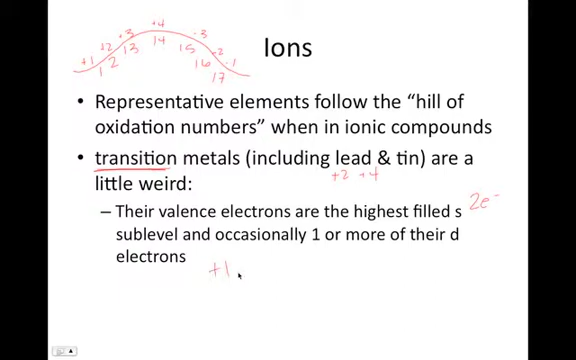 +4
+3 -3
+2 14 -2
+1 13 15 -1
1 2 16
17
Ions
• Representative elements follow the “hill of
oxidation numbers” when in ionic compounds
• transition metals (including lead & tin) are a
+2 +4
little weird:
– Their valence electrons are the highest filled s 2e⁻
sublevel and occasionally 1 or more of their d
electrons
+1